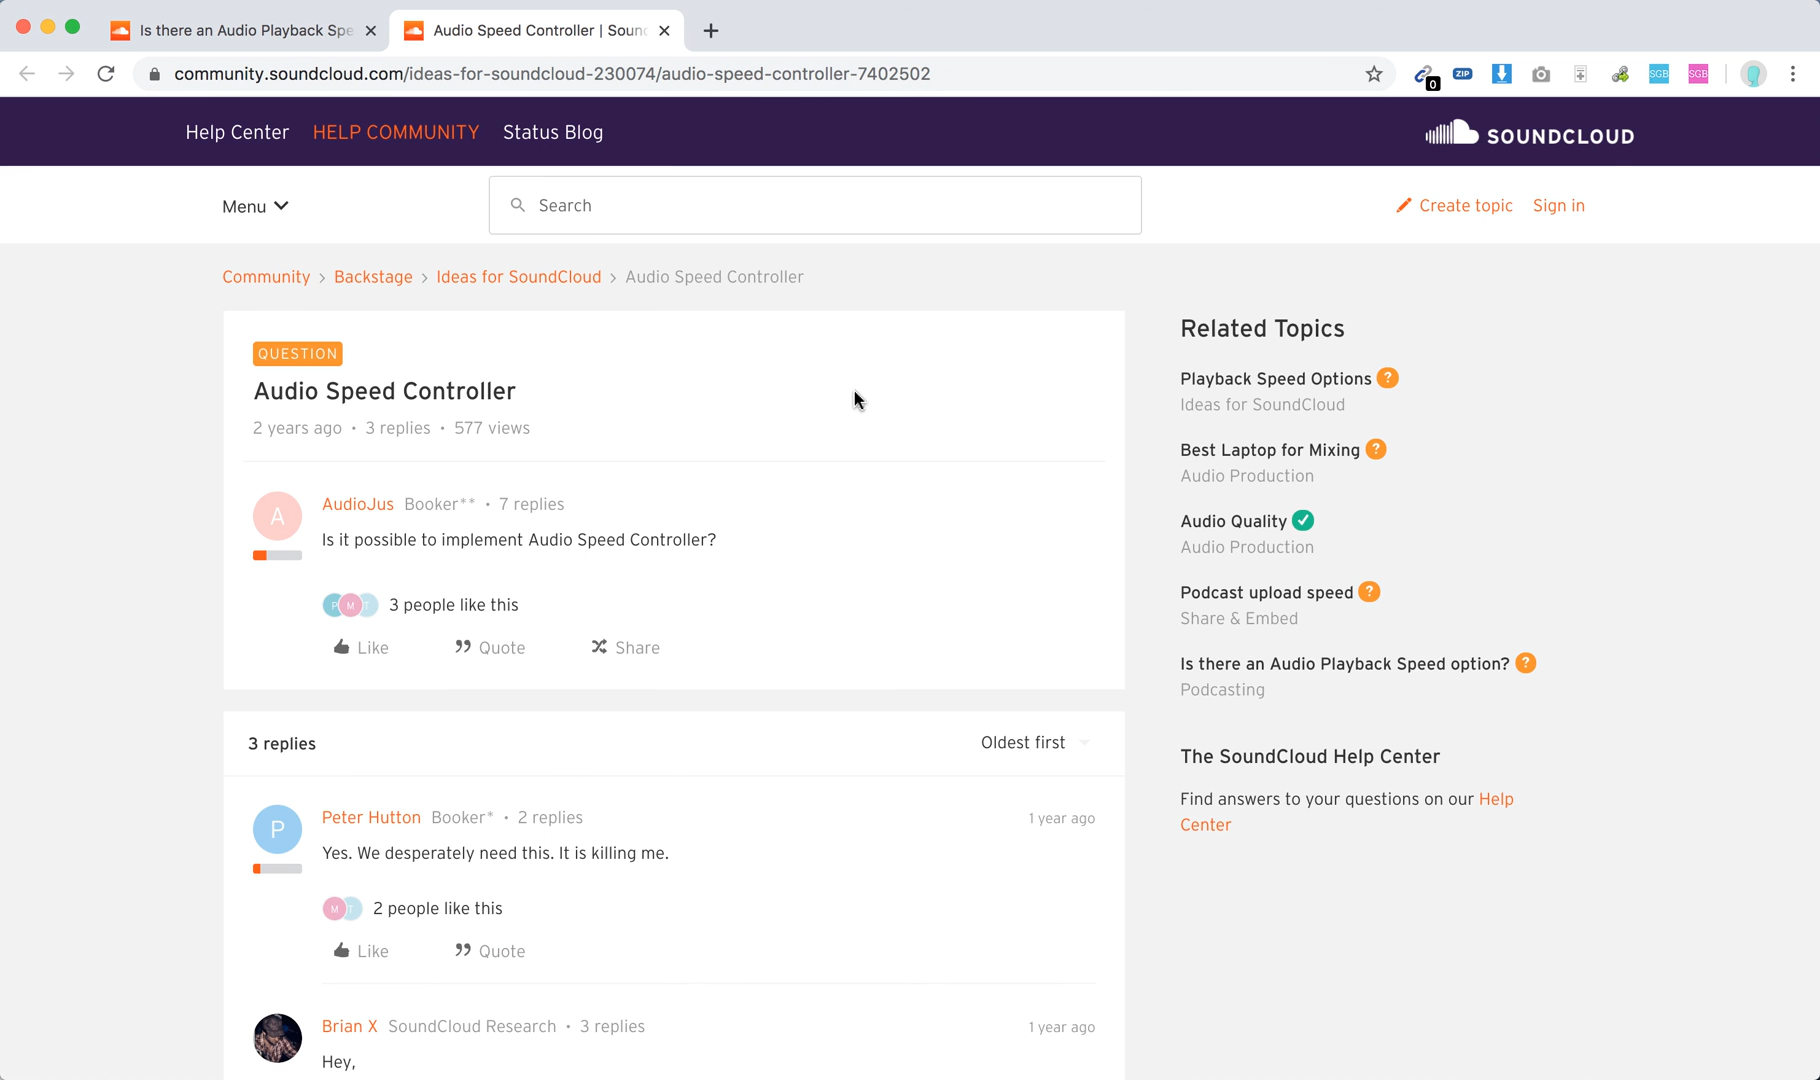 Is there an Audio Playback Spe
Audio Speed Controller | Soun
community.soundcloud.com/ideas-for-soundcloud-230074/audio-speed-controller-7402502
0
ZIP
SGB
SGB
Help Center
HELP COMMUNITY
Status Blog
SOUNDCLOUD
Menu
Search
Create topic
Sign in
Community > Backstage > Ideas for SoundCloud > Audio Speed Controller
QUESTION
Audio Speed Controller
2 years ago • 3 replies • 577 views
A
AudioJus Booker** • 7 replies
Is it possible to implement Audio Speed Controller?
P M T 3 people like this
Like
Quote
Share
3 replies
Oldest first
P
Peter Hutton Booker* • 2 replies
1 year ago
Yes. We desperately need this. It is killing me.
M T 2 people like this
Like
Quote
Brian X SoundCloud Research • 3 replies
1 year ago
Hey,
Related Topics
Playback Speed Options ?
Ideas for SoundCloud
Best Laptop for Mixing ?
Audio Production
Audio Quality
Audio Production
Podcast upload speed ?
Share & Embed
Is there an Audio Playback Speed option? ?
Podcasting
The SoundCloud Help Center
Find answers to your questions on our Help
Center